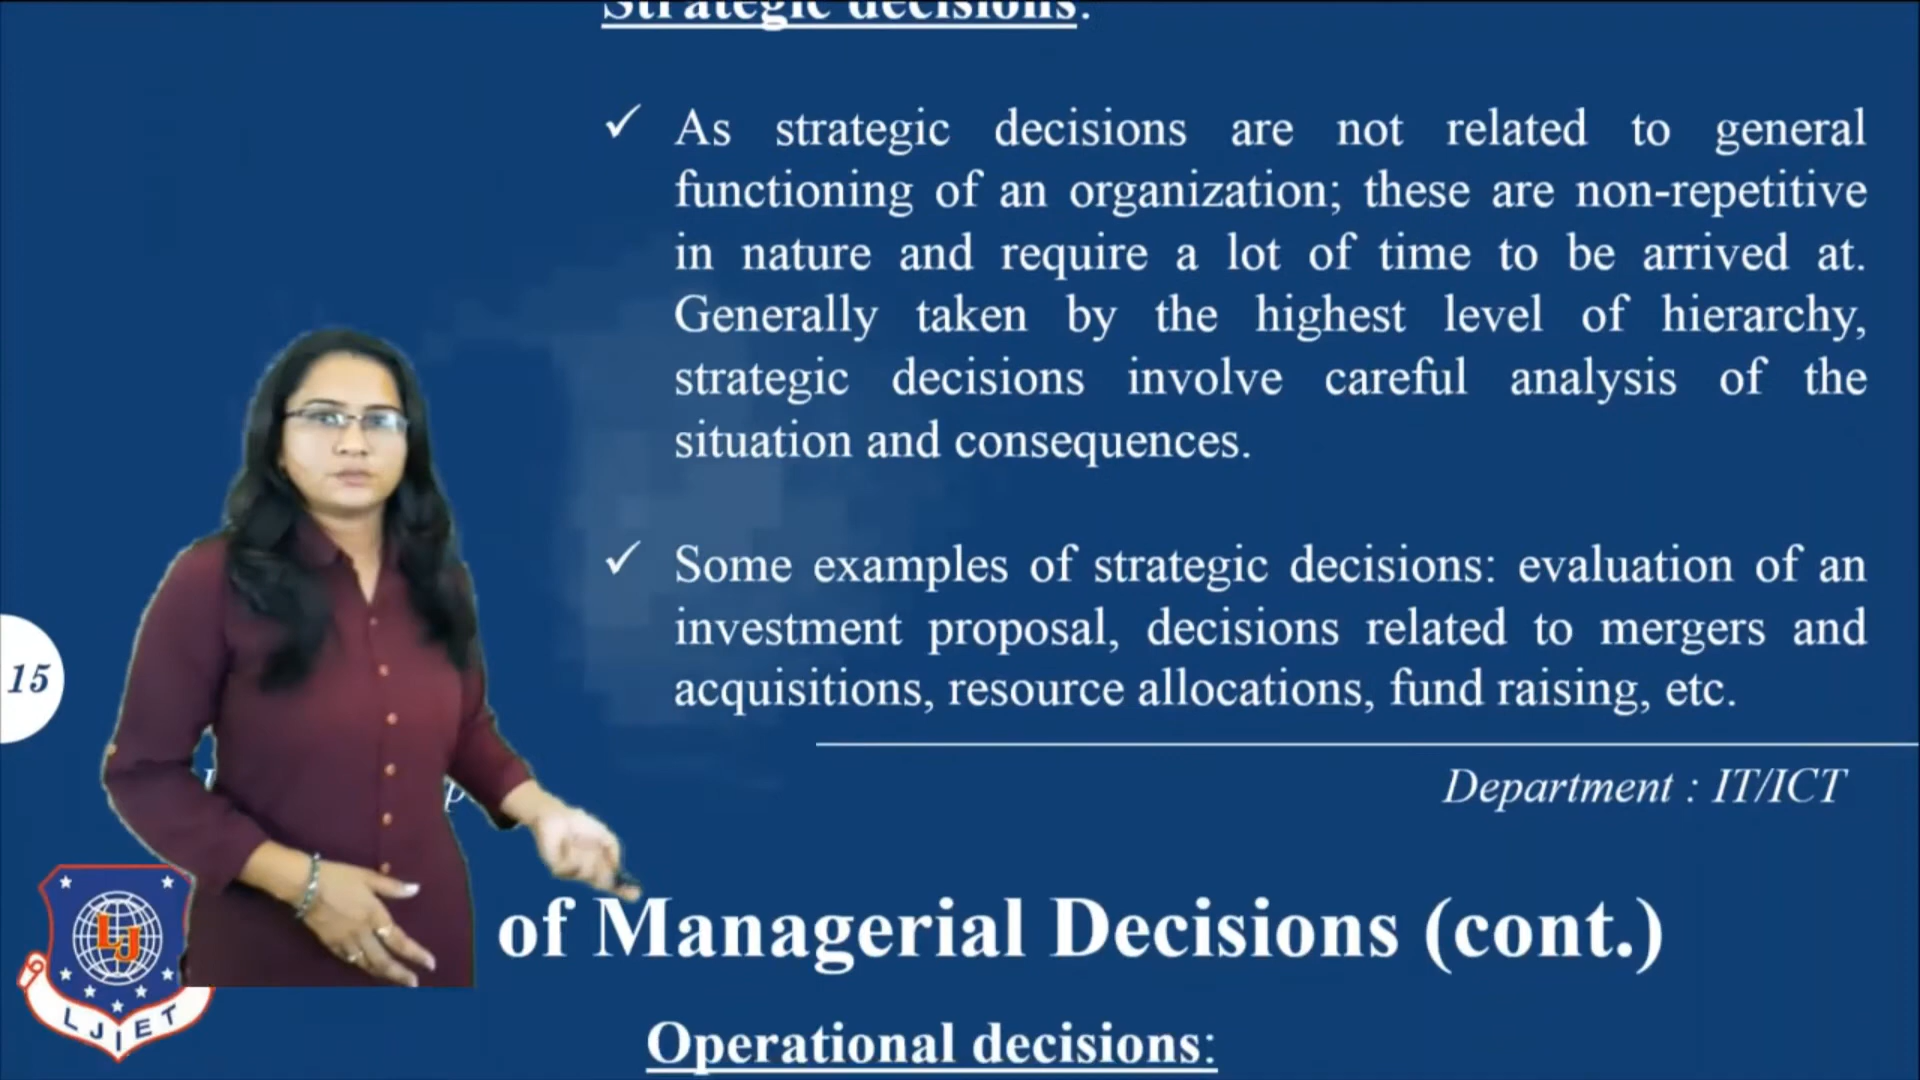 Strategic decisions:
✓ As strategic decisions are not related to general
functioning of an organization; these are non-repetitive
in nature and require a lot of time to be arrived at.
Generally taken by the highest level of hierarchy,
strategic decisions involve careful analysis of the
situation and consequences.
✓ Some examples of strategic decisions: evaluation of an
investment proposal, decisions related to mergers and
acquisitions, resource allocations, fund raising, etc.
15
Department : IT/ICT
of Managerial Decisions (cont.)
Operational decisions:
LJ
LJIET